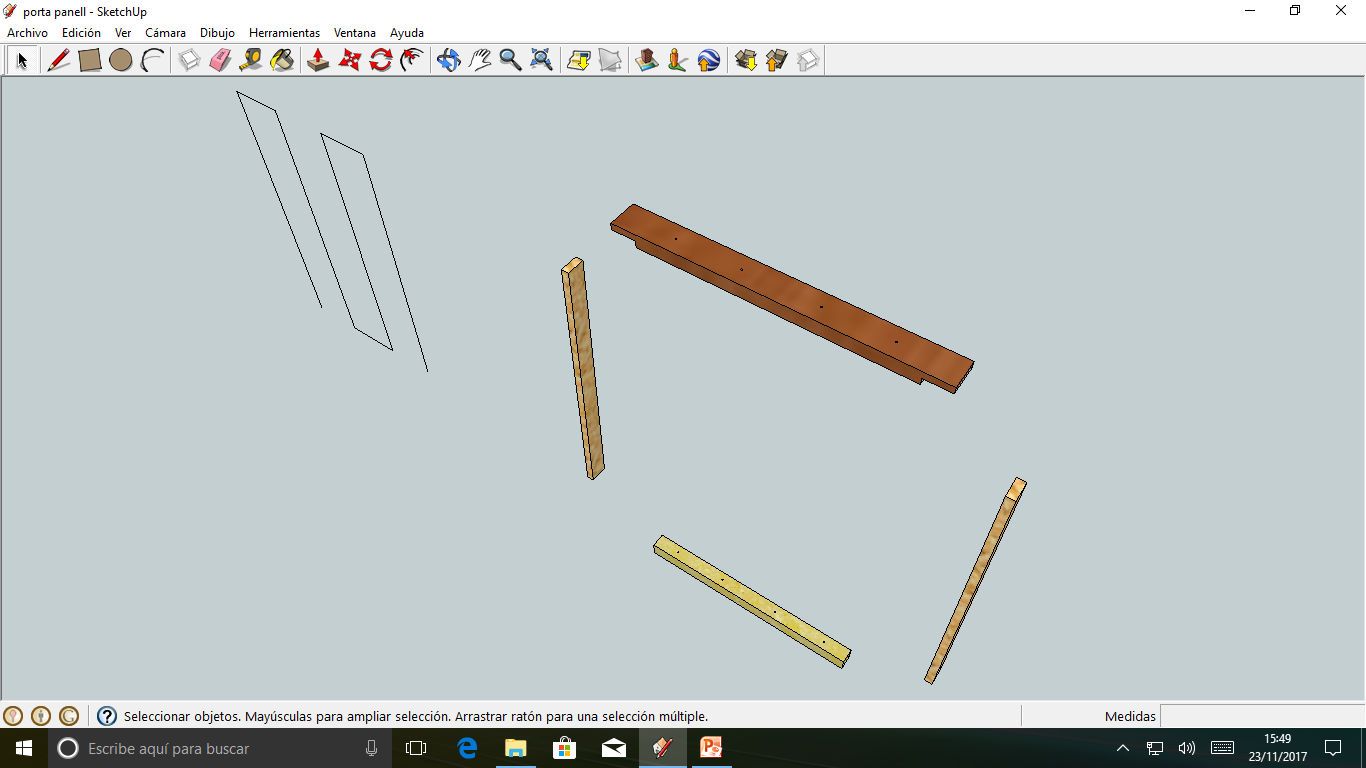 porta panell - SketchUp
Archivo Edición Ver Cámara Dibujo Herramientas Ventana Ayuda
Seleccionar objetos. Mayúsculas para ampliar selección. Arrastrar ratón para una selección múltiple.
Medidas
Escribe aquí para buscar
15:49
23/11/2017